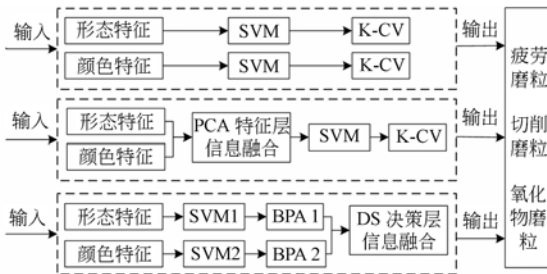 输入
形态特征
SVM
K-CV
颜色特征
SVM
K-CV
输出
输入
形态特征
颜色特征
PCA 特征层
信息融合
SVM
K-CV
输出
输入
形态特征
SVM1
BPA 1
颜色特征
SVM2
BPA 2
DS 决策层
信息融合
输出
疲劳
磨粒
切削
磨粒
氧化
物磨
粒